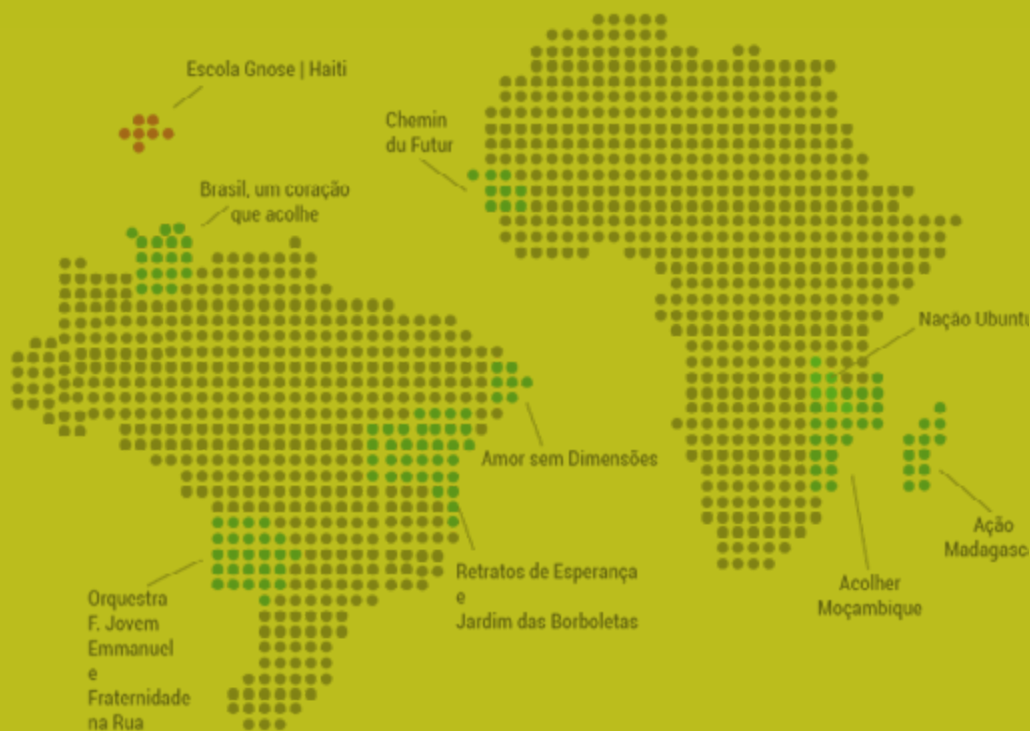 Escola Gnose | Haiti
Chemin
du Futur
Brasil, um coração
que acolhe
Nação Ubuntu
Amor sem Dimensões
Ação
Retratos de Esperança
e
Jardim das Borboletas
Acolher
Moçambique
Orquestra
F. Jovem
Emmanuel
e
Fraternidade
na Rua